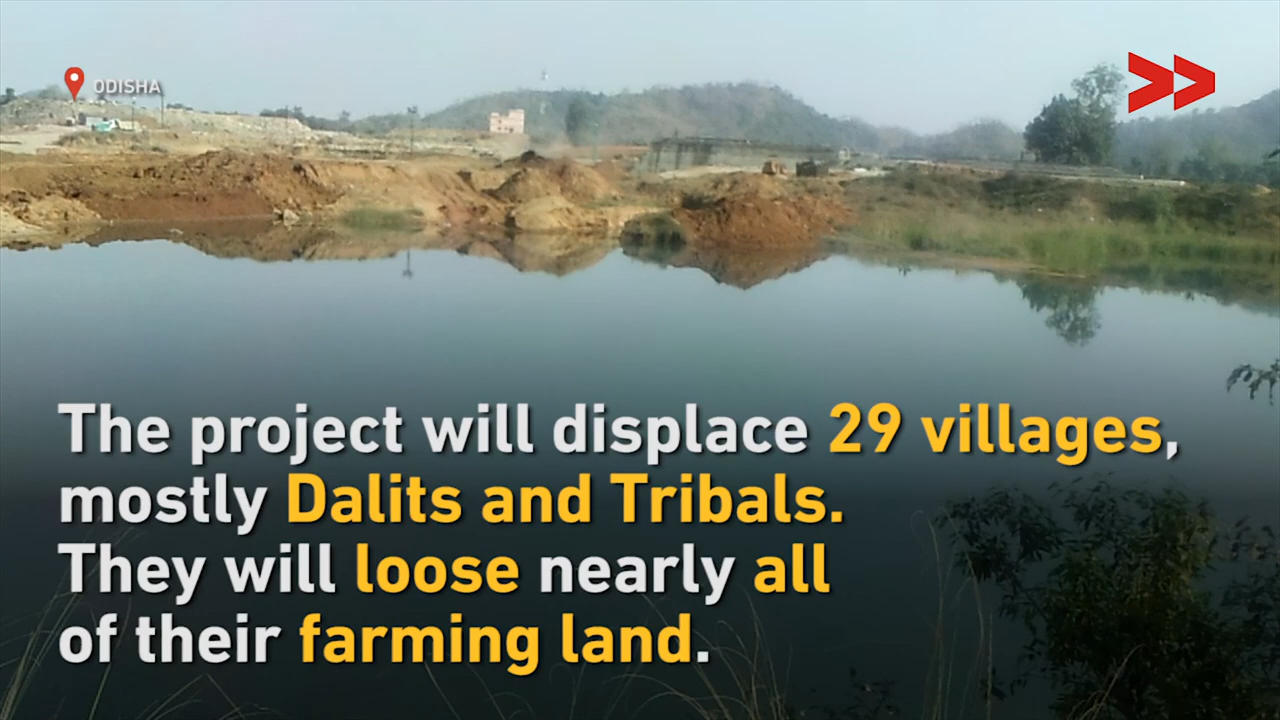 ODISHA
The project will displace 29 villages,
mostly Dalits and Tribals.
They will loose nearly all
of their farming land.